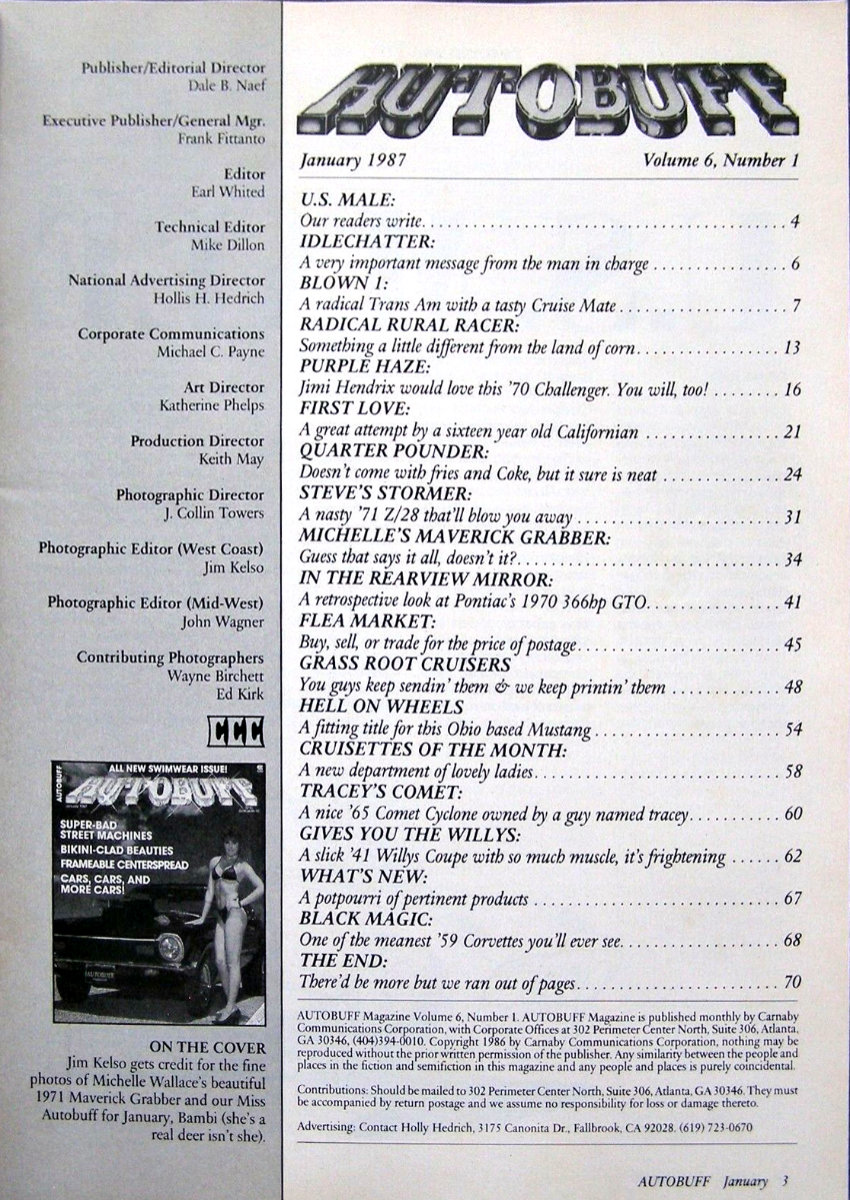 Publisher/Editorial Director
Dale B. Naef
Executive Publisher/General Mgr.
Frank Fittanto
Editor
Earl Whited
Technical Editor
Mike Dillon
National Advertising Director
Hollis H. Hedrich
Corporate Communications
Michael C. Payne
Art Director
Katherine Phelps
Production Director
Keith May
Photographic Director
J. Collin Towers
Photographic Editor (West Coast)
Jim Kelso
Photographic Editor (Mid-West)
John Wagner
Contributing Photographers
Wayne Birchett
Ed Kirk
CCC
ALL NEW SWIMWEAR ISSUE!
AUTOBUFF
AUTOBUFF
SUPER-BAD
STREET MACHINES
BIKINI-CLAD BEAUTIES
FRAMEABLE CENTERSPREAD
CARS, CARS, AND
MORE CARS!
ON THE COVER
Jim Kelso gets credit for the fine
photos of Michelle Wallace's beautiful
1971 Maverick Grabber and our Miss
Autobuff for January, Bambi (she's a
real deer isn't she).
AUTOBUFF
January 1987 Volume 6, Number 1
U.S. MALE:
Our readers write. . . . . . . . . . 4
IDLECHATTER:
A very important message from the man in charge . . . . . . . . . . 6
BLOWN 1:
A radical Trans Am with a tasty Cruise Mate . . . . . . . . . . 7
RADICAL RURAL RACER:
Something a little different from the land of corn. . . . . . . . . . 13
PURPLE HAZE:
Jimi Hendrix would love this '70 Challenger. You will, too! . . . . . . . . 16
FIRST LOVE:
A great attempt by a sixteen year old Californian . . . . . . . . . . 21
QUARTER POUNDER:
Doesn't come with fries and Coke, but it sure is neat . . . . . . . . . . 24
STEVE'S STORMER:
A nasty '71 Z/28 that'll blow you away . . . . . . . . . . 31
MICHELLE'S MAVERICK GRABBER:
Guess that says it all, doesn't it?. . . . . . . . . . 34
IN THE REARVIEW MIRROR:
A retrospective look at Pontiac's 1970 366hp GTO. . . . . . . . . . 41
FLEA MARKET:
Buy, sell, or trade for the price of postage. . . . . . . . . . 45
GRASS ROOT CRUISERS
You guys keep sendin' them & we keep printin' them . . . . . . . . . . 48
HELL ON WHEELS
A fitting title for this Ohio based Mustang . . . . . . . . . . 54
CRUISETTES OF THE MONTH:
A new department of lovely ladies. . . . . . . . . . 58
TRACEY'S COMET:
A nice '65 Comet Cyclone owned by a guy named tracey. . . . . . . . . . 60
GIVES YOU THE WILLYS:
A slick '41 Willys Coupe with so much muscle, it's frightening . . . . . . 62
WHAT'S NEW:
A potpourri of pertinent products . . . . . . . . . . 67
BLACK MAGIC:
One of the meanest '59 Corvettes you'll ever see. . . . . . . . . . 68
THE END:
There'd be more but we ran out of pages. . . . . . . . . . 70
AUTOBUFF Magazine Volume 6, Number 1. AUTOBUFF Magazine is published monthly by Carnaby
Communications Corporation, with Corporate Offices at 302 Perimeter Center North, Suite 306, Atlanta,
GA 30346, (404)394-0010. Copyright 1986 by Carnaby Communications Corporation, nothing may be
reproduced without the prior written permission of the publisher. Any similarity between the people and
places in the fiction and semifiction in this magazine and any people and places is purely coincidental.
Contributions: Should be mailed to 302 Perimeter Center North, Suite 306, Atlanta, GA 30346. They must
be accompanied by return postage and we assume no responsibility for loss or damage thereto.
Advertising: Contact Holly Hedrich, 3175 Canonita Dr., Fallbrook, CA 92028. (619) 723-0670
AUTOBUFF January 3